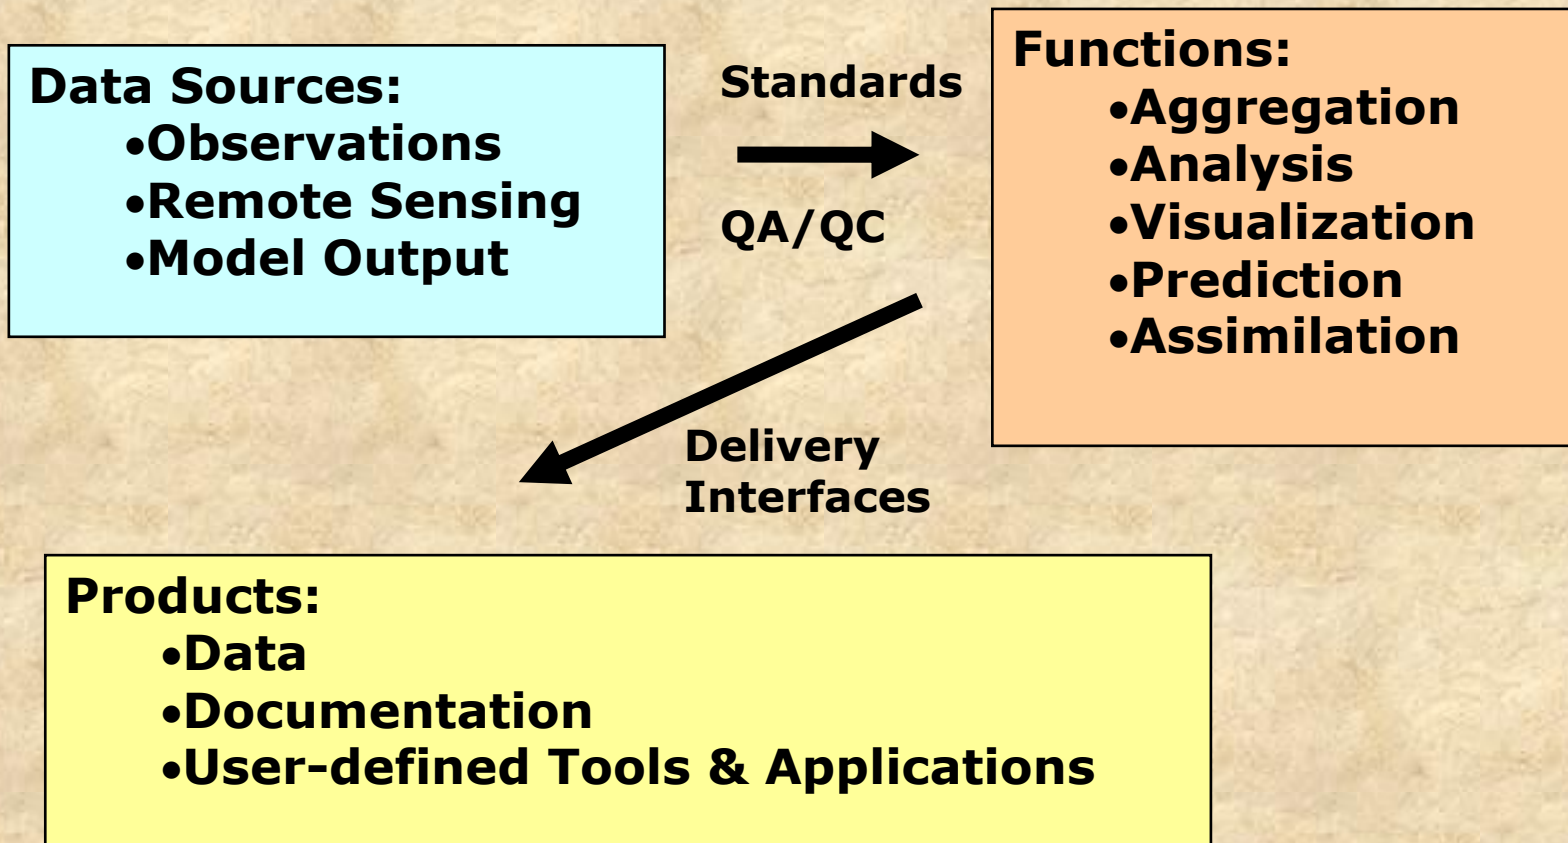 Data Sources:
•Observations
•Remote Sensing
•Model Output
Standards
QA/QC
Functions:
•Aggregation
•Analysis
•Visualization
•Prediction
•Assimilation
Delivery
Interfaces
Products:
•Data
•Documentation
•User-defined Tools & Applications